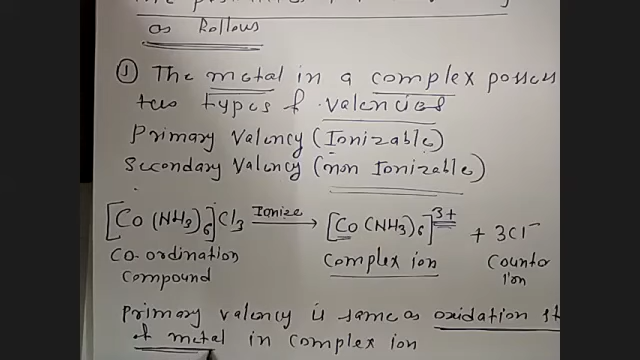 as follows
① The metal in a complex posses
two types of valencies
Primary Valency (Ionizable)
Secondary Valency (non Ionizable)
[Co(NH3)6]Cl3 Ionize → [Co(NH3)6]3+ + 3Cl-
Co-ordination Complex ion Counter
compound ion
Primary valency is same as oxidation st
of metal in complex ion